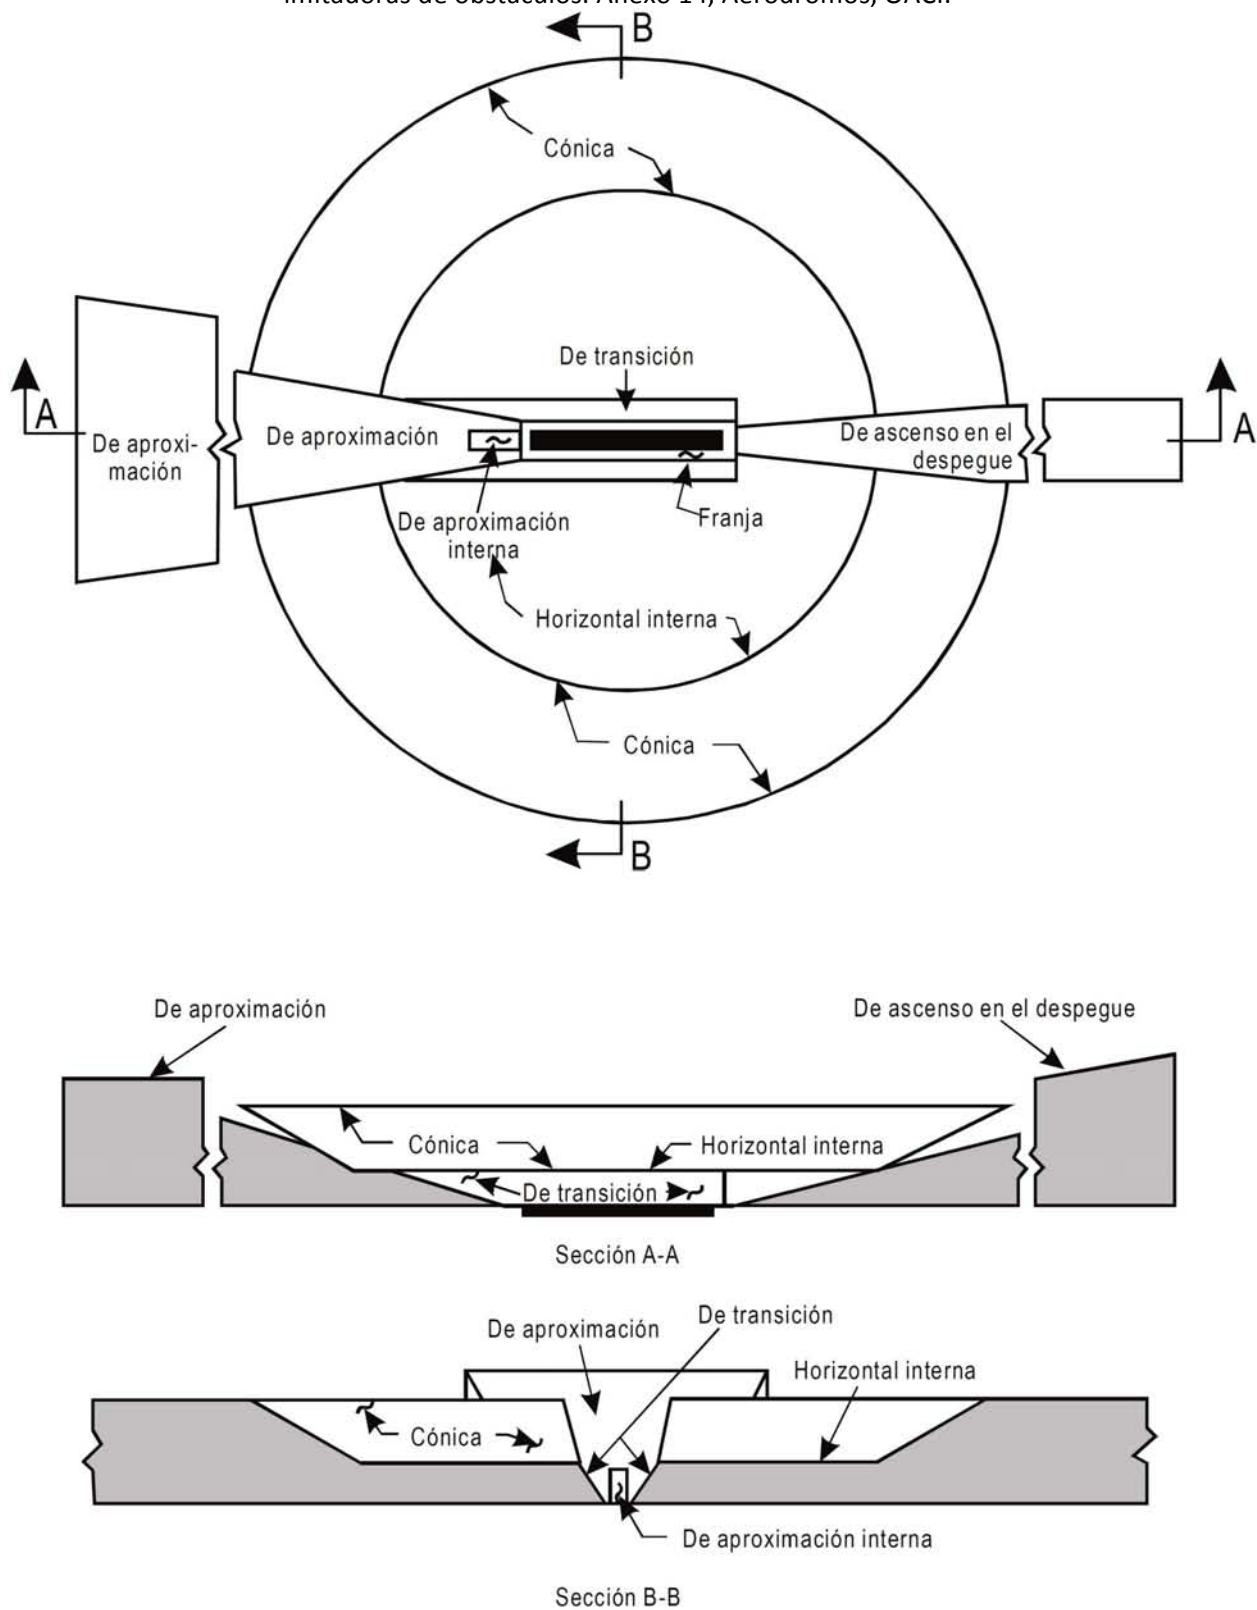 imitadoras de obstáculos. Anexo 14, Aeródromos, OACI.
B
Cónica
De transición
A
De aproxi-
mación
De aproximación
De ascenso en el
despegue
A
De aproximación
interna
Franja
Horizontal interna
Cónica
B
De aproximación
De ascenso en el despegue
Cónica
Horizontal interna
De transición
Sección A-A
De transición
De aproximación
Horizontal interna
Cónica
De aproximación interna
Sección B-B